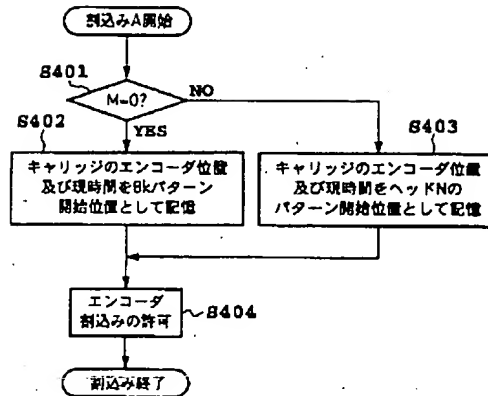 割込みA開始
S401
M=0?
NO
YES
S402
S403
キャリッジのエンコーダ位置
及び現時間をBkパターン
開始位置として記憶
キャリッジのエンコーダ位置
及び現時間をヘッドNの
パターン開始位置として記憶
エンコーダ
割込みの許可
S404
割込み終了